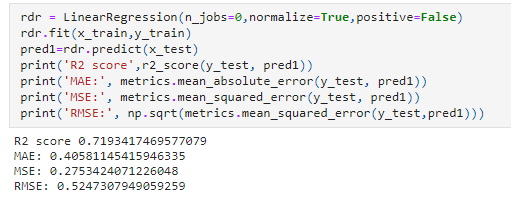 rdr = LinearRegression(n_jobs=0,normalize=True,positive=False)
rdr.fit(x_train,y_train)
pred1=rdr.predict(x_test)
print('R2 score',r2_score(y_test, pred1))
print('MAE:', metrics.mean_absolute_error(y_test, pred1))
print('MSE:', metrics.mean_squared_error(y_test, pred1))
print('RMSE:', np.sqrt(metrics.mean_squared_error(y_test,pred1)))
R2 score 0.7193417469577079
MAE: 0.40581145415946335
MSE: 0.2753424071226048
RMSE: 0.5247307949059259